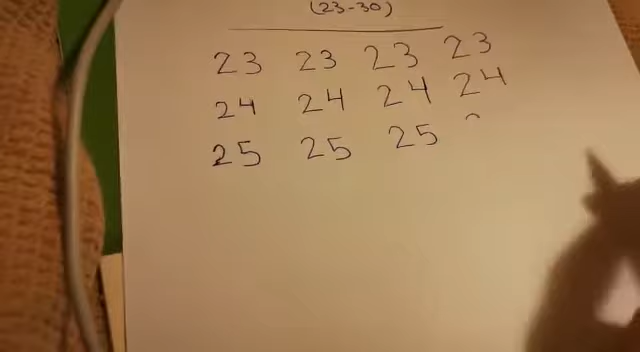 (23-30)
23 23 23 23
24 24 24 24
25 25 25